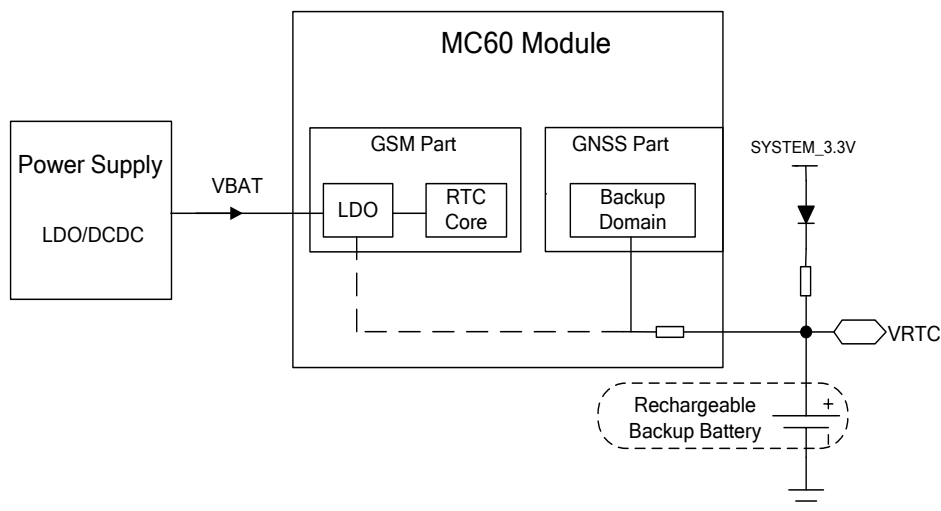 MC60 Module
GSM Part
GNSS Part
SYSTEM_3.3V
Power Supply
LDO/DCDC
VBAT
LDO
RTC
Core
Backup
Domain
VRTC
Rechargeable
Backup Battery
+